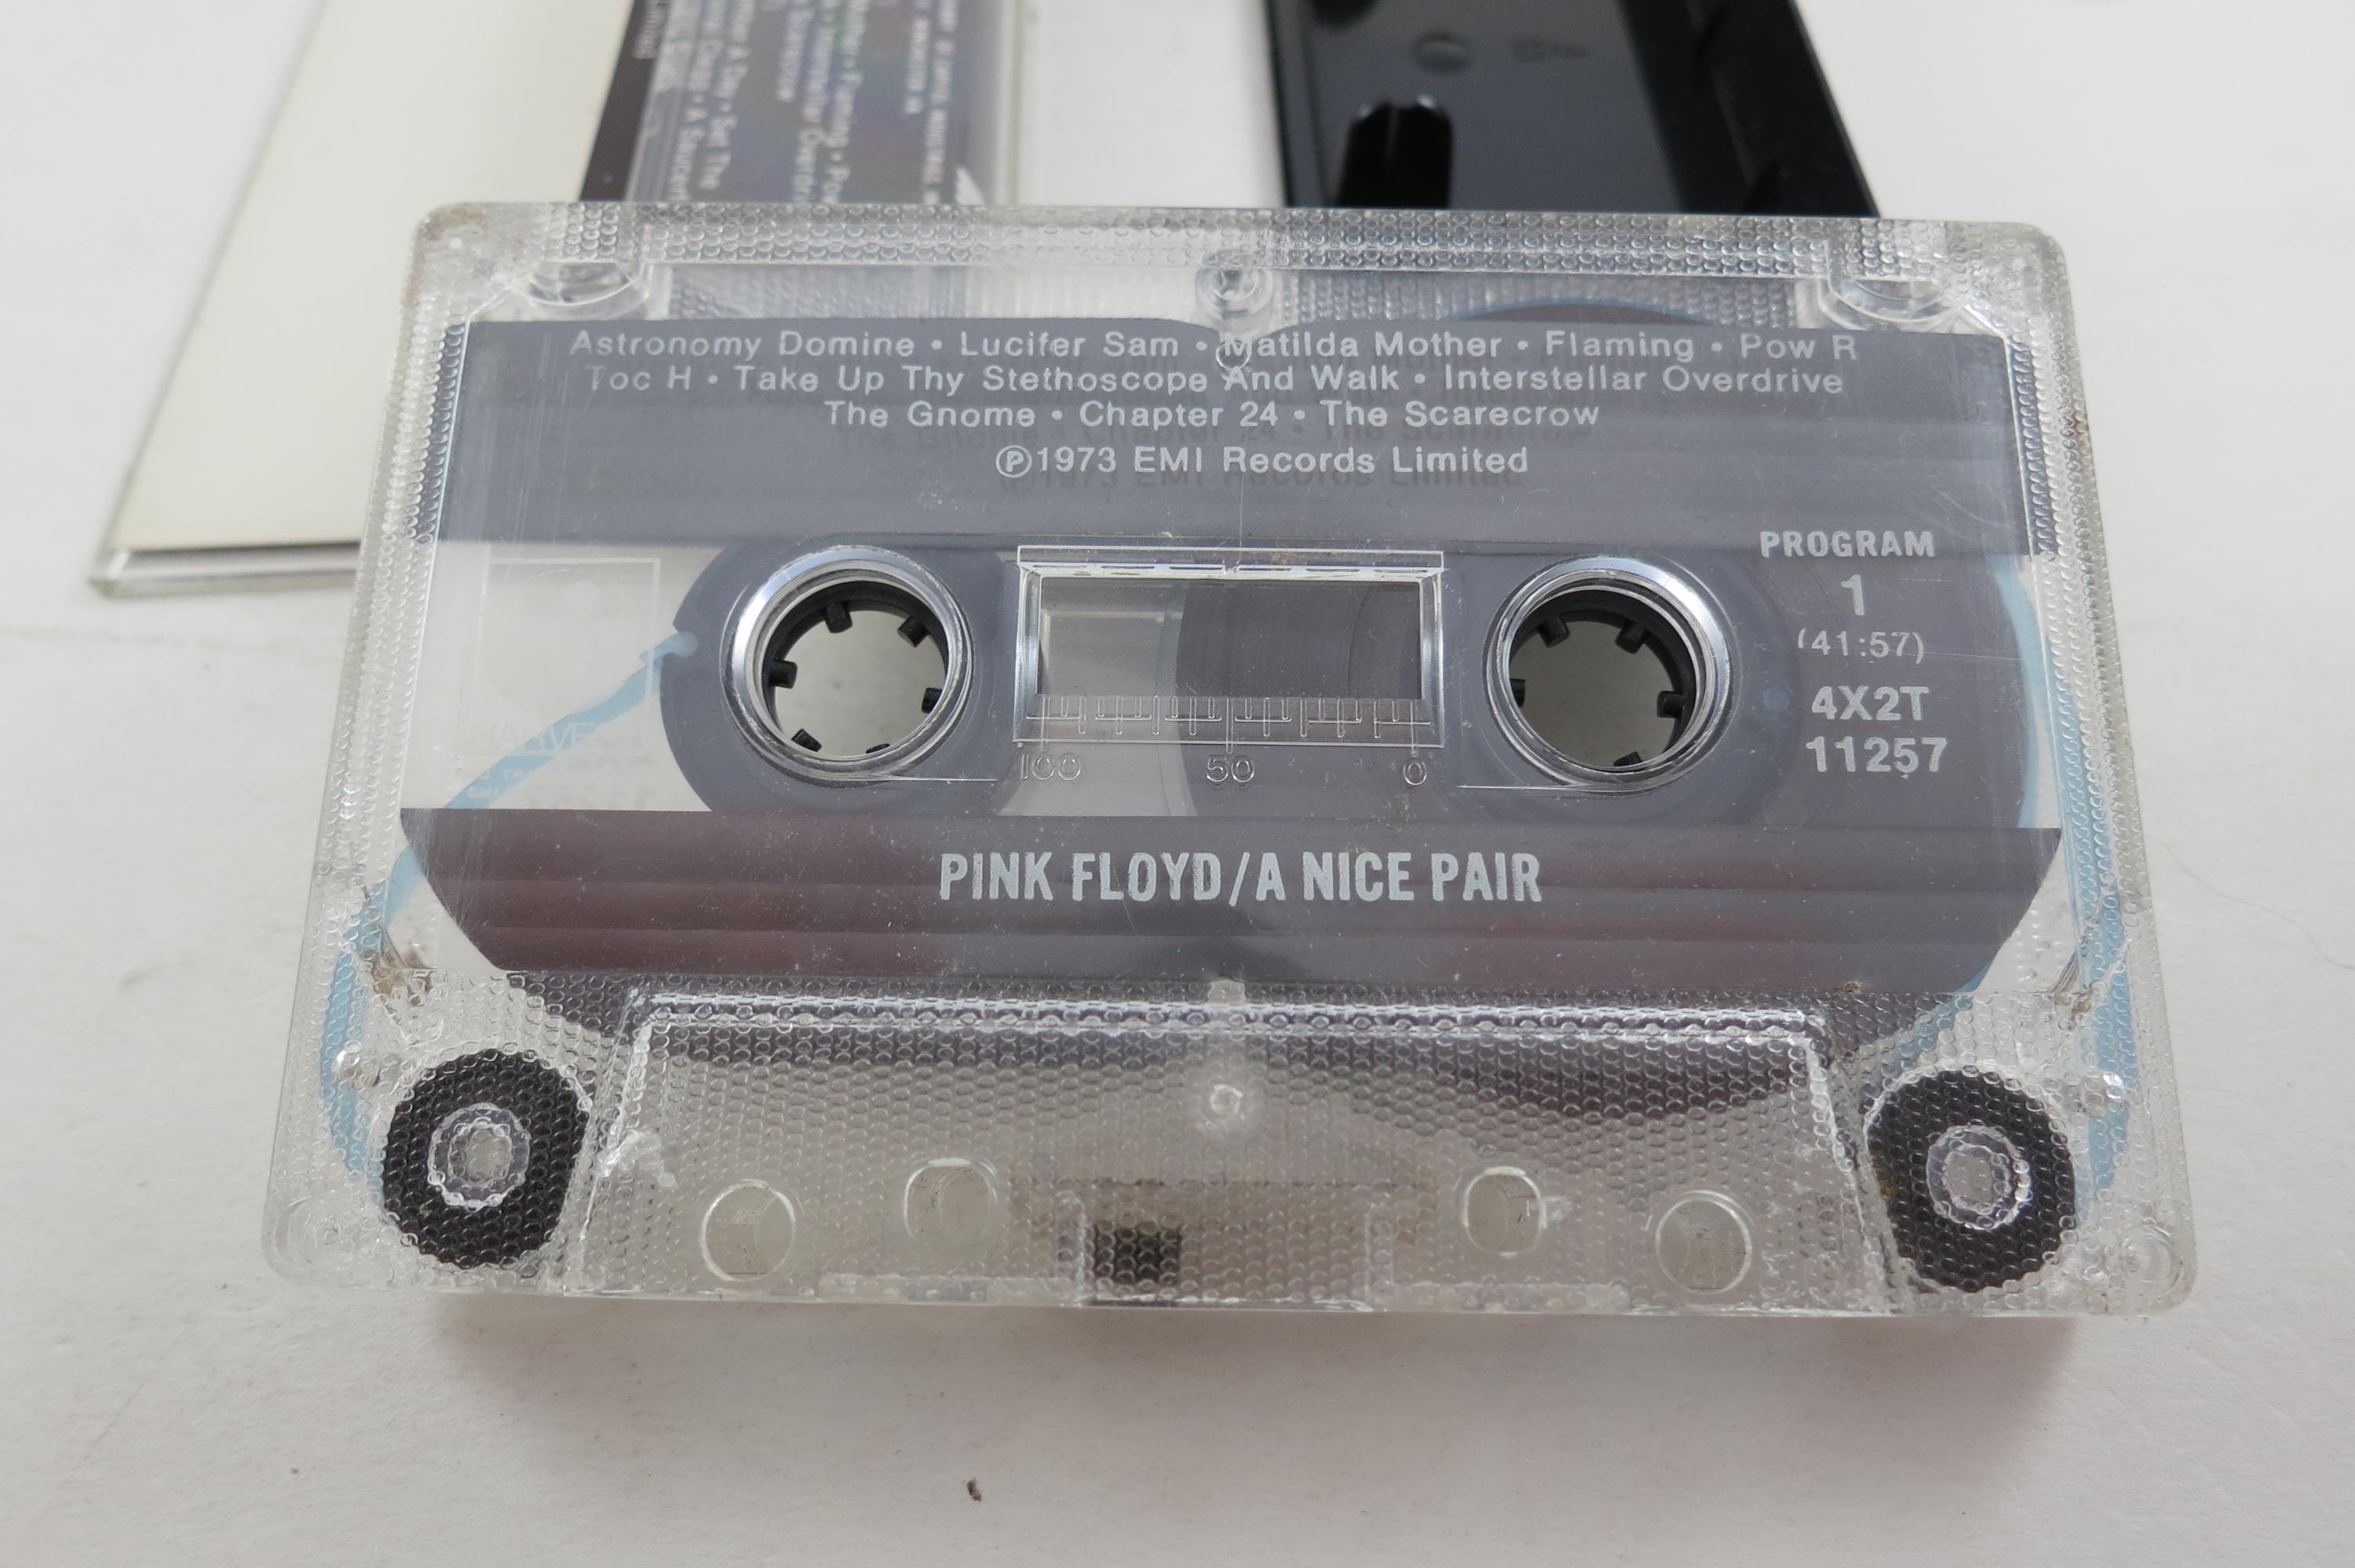 Astronomy Domine • Lucifer Sam • Matilda Mother • Flaming • Pow R
Toc H • Take Up Thy Stethoscope And Walk • Interstellar Overdrive
The Gnome • Chapter 24 • The Scarecrow
Ⓟ1973 EMI Records Limited
PROGRAM
1
(41:57)
4X2T
11257
100 50 0
PINK FLOYD/A NICE PAIR